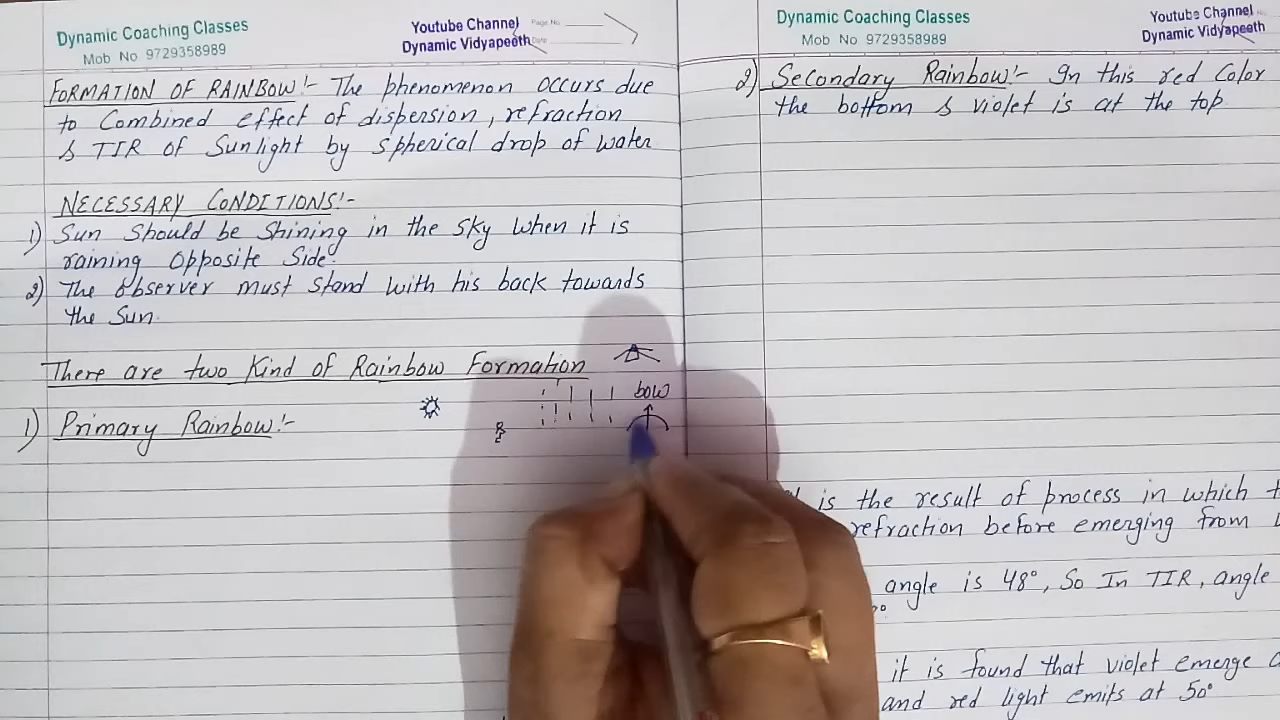 Dynamic Coaching Classes
Mob No 9729358989
Youtube Channel
Dynamic Vidyapeeth
Page No.
Date
FORMATION OF RAINBOW:- The phenomenon occurs due
to Combined effect of dispersion, refraction
& TIR of Sunlight by spherical drop of water
NECESSARY CONDITIONS:-
1) Sun Should be Shining in the Sky when it is
raining opposite Side.
2) The observer must stand with his back towards
the Sun.
There are two Kind of Rainbow Formation
bow
1) Primary Rainbow:-
Dynamic Coaching Classes
Mob No 9729358989
Youtube Channel
Dynamic Vidyapeeth
2) Secondary Rainbow:- In this red Color
the bottom & violet is at the top
is the result of process in which
refraction before emerging from
angle is 48°, So In TIR, angle
it is found that violet emerge
and red light emits at 50°